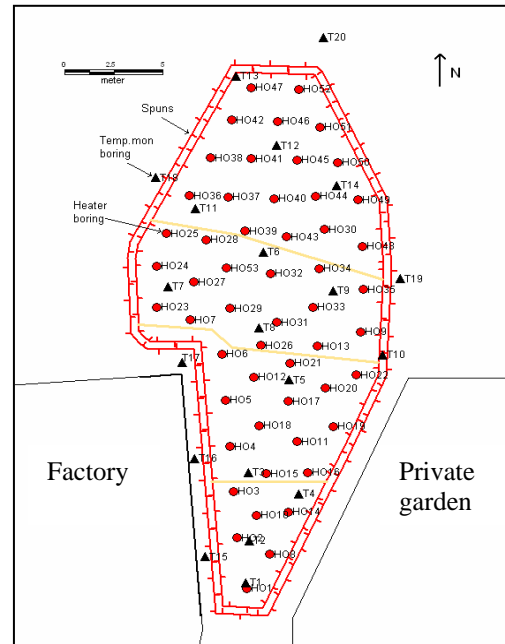 T20
0 2.5 5
meter
N
T13
HO47 HO52
Spuns
HO42 HO46 HO51
Temp.mon
boring
T12
HO38 HO41 HO45 HO50
T18
T14
HO36 HO37 HO40 HO44 HO49
T11
Heater
boring
HO25 HO28 HO39 HO43 HO30
HO48
T6
HO24 HO53 HO32 HO34
T19
HO27
T7 T9 HO35
HO23 HO29 HO33
HO7 HO31
T8 HO9
HO26 HO13
HO6 T10
T17 HO21
HO12 T5 HO22
HO20
HO5 HO17
HO18 HO19
HO4 HO11
Factory
Private
garden
T16
T3 HO15 HO16
HO3 T4
HO10 HO14
HO2 T2
HO8
T15
T1
HO1